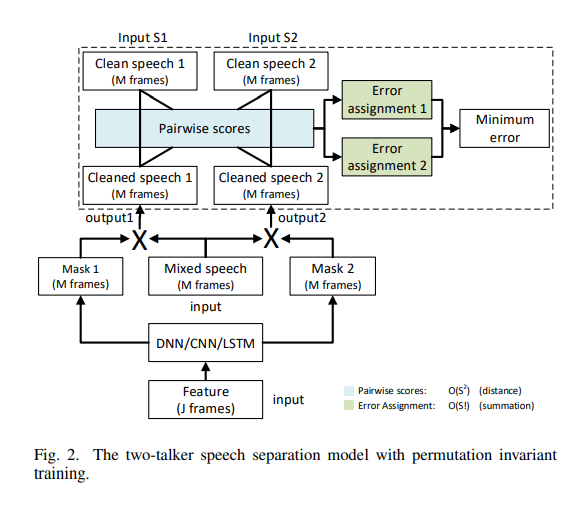 Input S1
Input S2
Clean speech 1
(M frames)
Clean speech 2
(M frames)
Pairwise scores
Error
assignment 1
Error
assignment 2
Minimum
error
Cleaned speech 1
(M frames)
Cleaned speech 2
(M frames)
output1
output2
X
X
Mask 1
(M frames)
Mixed speech
(M frames)
Mask 2
(M frames)
input
DNN/CNN/LSTM
Feature
(J frames)
input
Pairwise scores: O(S²) (distance)
Error Assignment: O(S!) (summation)
Fig. 2. The two-talker speech separation model with permutation invariant
training.